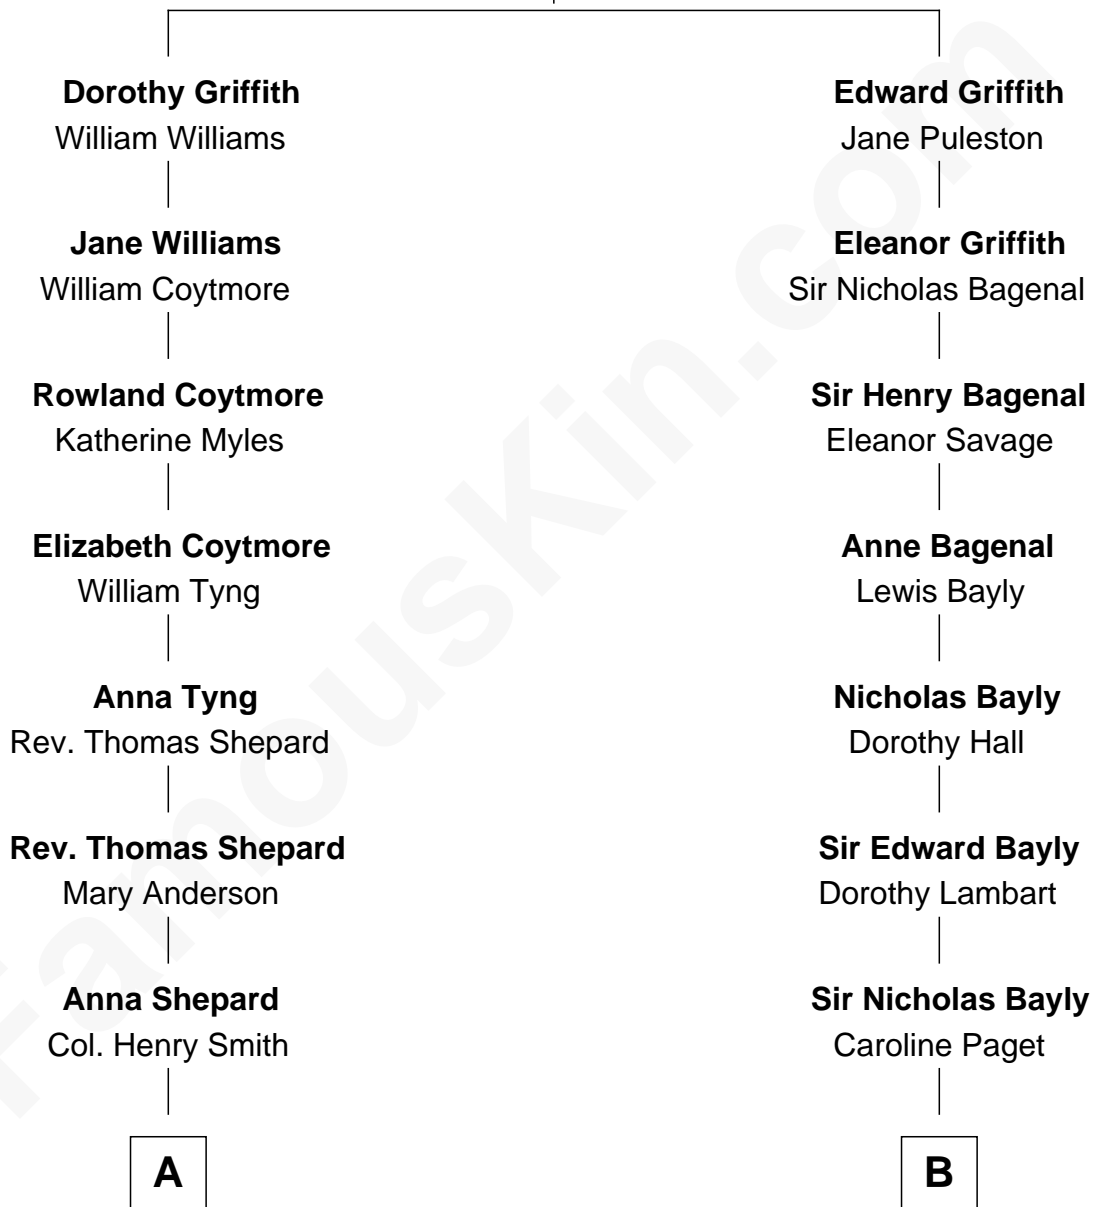 Dorothy Griffith
William Williams
Jane Williams
William Coytmore
Rowland Coytmore
Katherine Myles
Elizabeth Coytmore
William Tyng
Anna Tyng
Rev. Thomas Shepard
Rev. Thomas Shepard
Mary Anderson
Anna Shepard
Col. Henry Smith
A
Edward Griffith
Jane Puleston
Eleanor Griffith
Sir Nicholas Bagenal
Sir Henry Bagenal
Eleanor Savage
Anne Bagenal
Lewis Bayly
Nicholas Bayly
Dorothy Hall
Sir Edward Bayly
Dorothy Lambart
Sir Nicholas Bayly
Caroline Paget
B
FamousKin.com